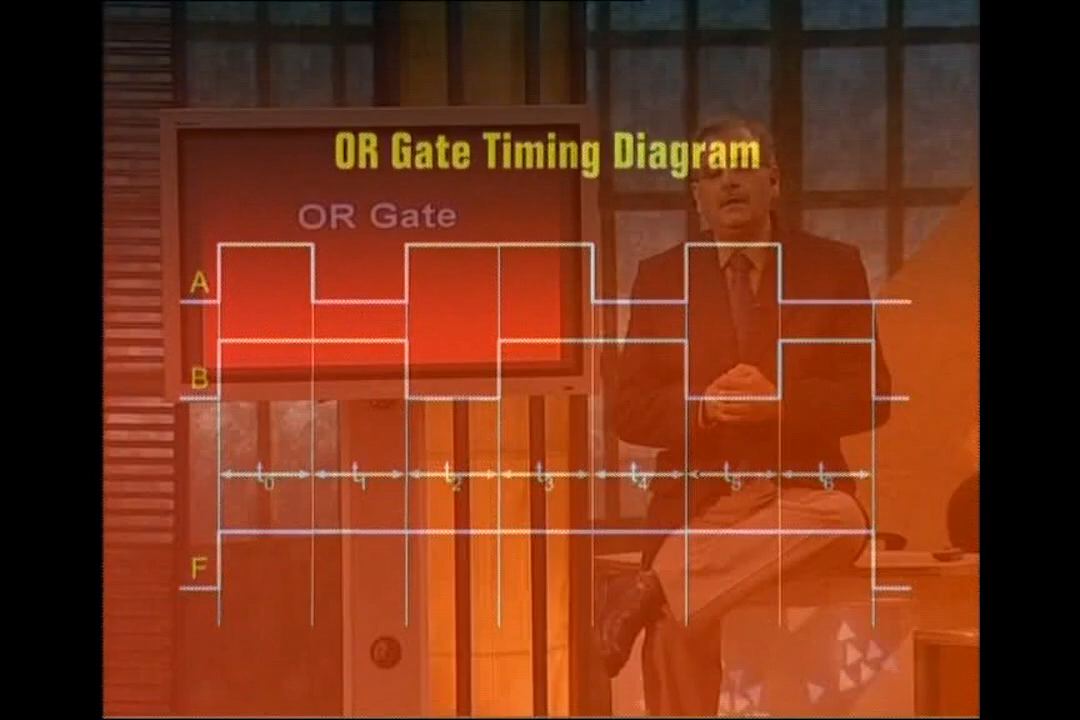 OR Gate Timing Diagram
OR Gate
A
B
t0 t1 t2 t3 t4 t5 t6
F